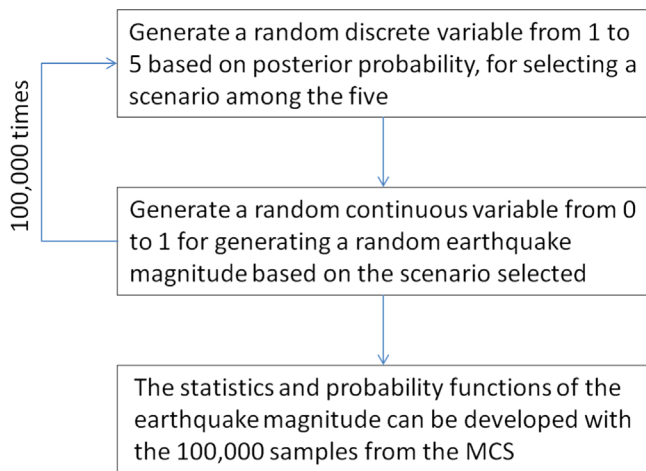 Generate a random discrete variable from 1 to
5 based on posterior probability, for selecting a
scenario among the five
100,000 times
Generate a random continuous variable from 0
to 1 for generating a random earthquake
magnitude based on the scenario selected
The statistics and probability functions of the
earthquake magnitude can be developed with
the 100,000 samples from the MCS